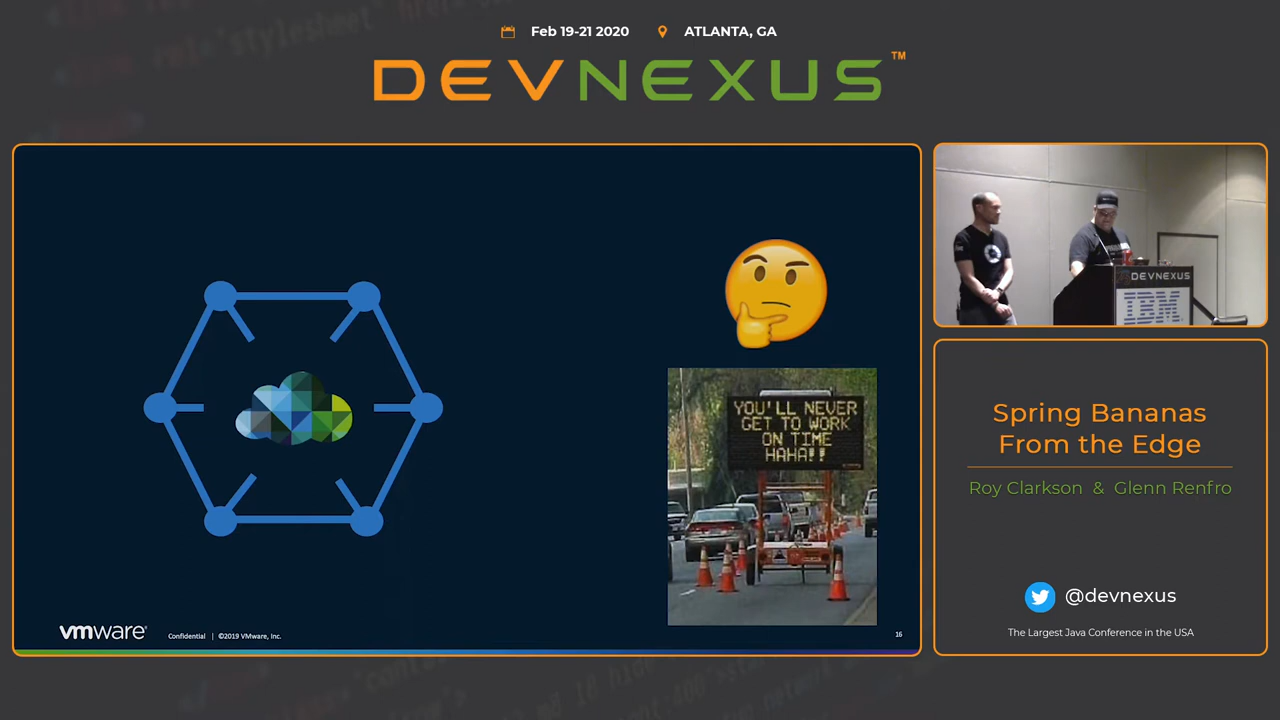 Feb 19-21 2020 ATLANTA, GA
DEVNEXUS™
YOU'LL NEVER
GET TO WORK
ON TIME
HAHA!!
vmware® Confidential | ©2019 VMware, Inc.
16
DEVNEXUS
IBM
Spring Bananas
From the Edge
Roy Clarkson & Glenn Renfro
@devnexus
The Largest Java Conference in the USA